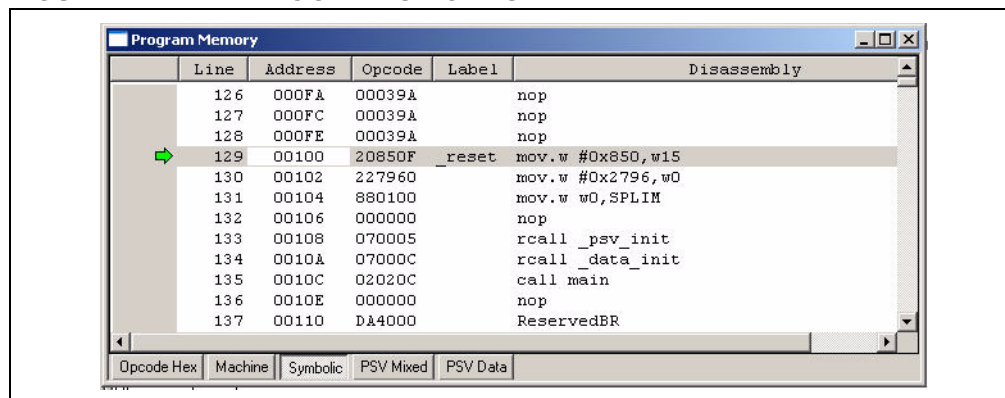 Program Memory
Line Address Opcode Label Disassembly
126 000FA 00039A nop
127 000FC 00039A nop
128 000FE 00039A nop
129 00100 20850F _reset mov.w #0x850,w15
130 00102 227960 mov.w #0x2796,w0
131 00104 880100 mov.w w0,SPLIM
132 00106 000000 nop
133 00108 070005 rcall _psv_init
134 0010A 07000C rcall _data_init
135 0010C 02020C call main
136 0010E 000000 nop
137 00110 DA4000 ReservedBR
Opcode Hex Machine Symbolic PSV Mixed PSV Data